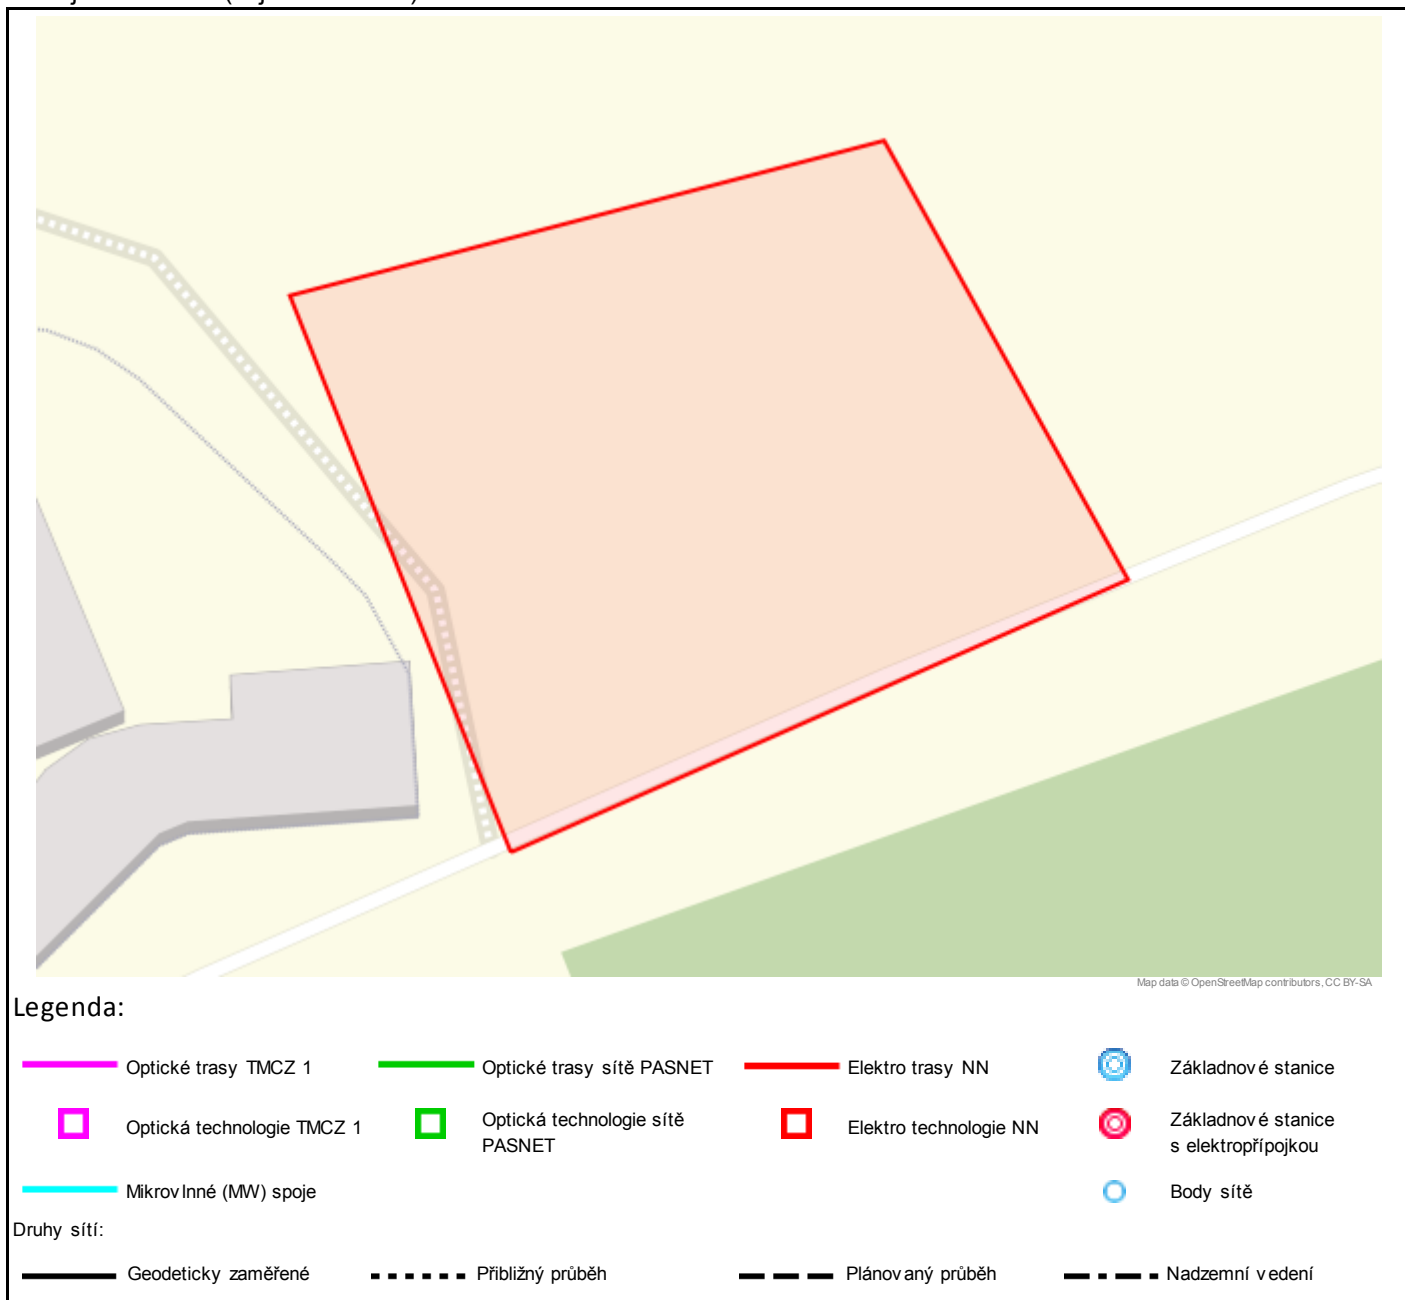 Map data © OpenStreetMap contributors, CC BY-SA
Legenda:
Optické trasy TMCZ 1
Optické trasy sítě PASNET
Elektro trasy NN
Základnové stanice
Optická technologie TMCZ 1
Optická technologie sítě
PASNET
Elektro technologie NN
Základnové stanice
s elektropřípojkou
Mikrovlnné (MW) spoje
Body sítě
Druhy sítí:
Geodeticky zaměřené
Přibližný průběh
Plánovaný průběh
Nadzemní vedení